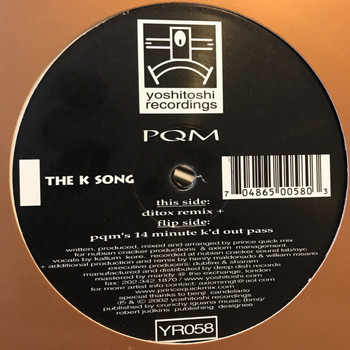 yoshitoshi
recordings
PQM
7 04865 00580 3
THE K SONG
this side:
ditox remix +
flip side:
pqm's 14 minute k'd out pass
written, produced, mixed and arranged by prince quick mix
for nubian cracker productions & axiom management.
vocals by kallum kore. recorded at nubian cracker sound lab/nyc
+ additional production and remix by henry maldonado & william rosario
executive producers: dubfire & sharam
manufactured and distributed by deep dish records
mastered by mandy @ the exchange, london
fax: 202.342.1870 / www.yoshitoshi.com
for more artist info contact: axiommngt@aol.com
www.princequickmix.com
special thanks to benji candelario
℗ © 2002 yoshitoshi recordings
published by crunchy iguana music (bmi)/
robert judkins publishing designee
YR058